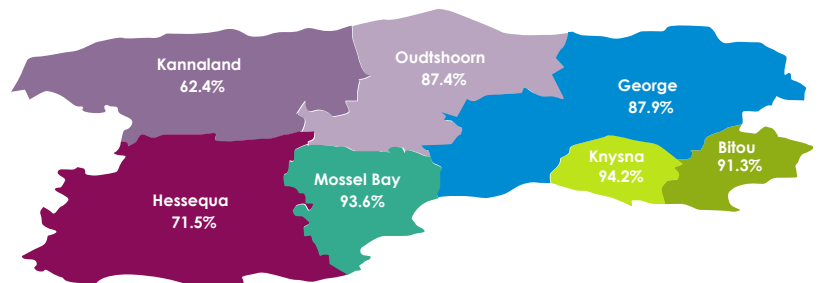 Kannaland
62.4%
Oudtshoorn
87.4%
George
87.9%
Hessequa
71.5%
Mossel Bay
93.6%
Knysna
94.2%
Bitou
91.3%